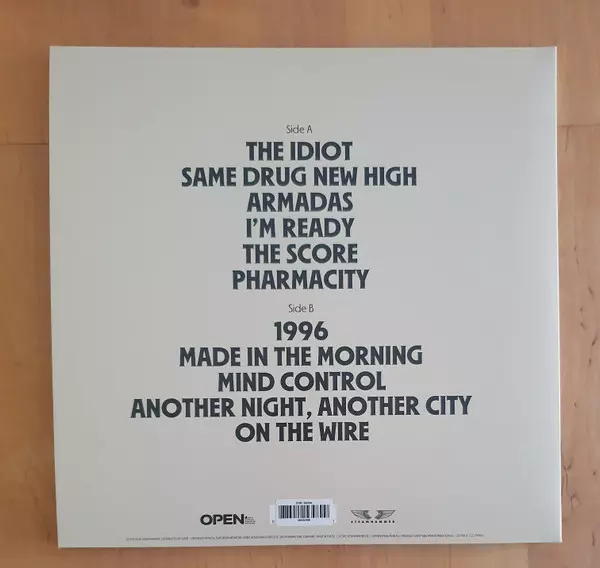 Side A
THE IDIOT
SAME DRUG NEW HIGH
ARMADAS
I'M READY
THE SCORE
PHARMACITY
Side B
1996
MADE IN THE MORNING
MIND CONTROL
ANOTHER NIGHT, ANOTHER CITY
ON THE WIRE
OPEN
STEAMHAMMER